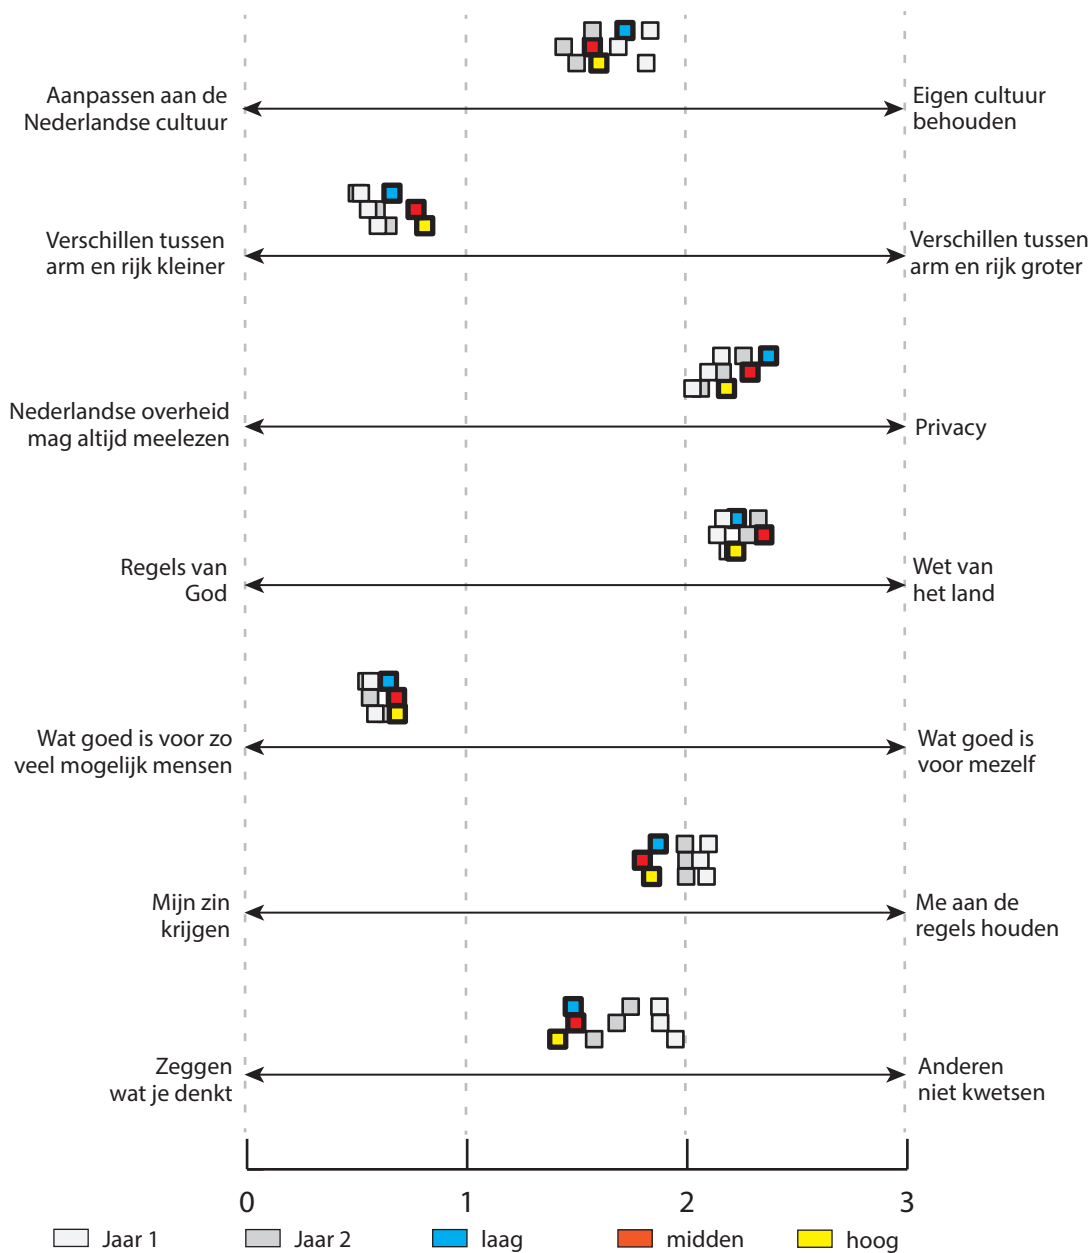 Aanpassen aan de
Nederlandse cultuur
Eigen cultuur
behouden
Verschillen tussen
arm en rijk kleiner
Verschillen tussen
arm en rijk groter
Nederlandse overheid
mag altijd meelezen
Privacy
Regels van
God
Wet van
het land
Wat goed is voor zo
veel mogelijk mensen
Wat goed is
voor mezelf
Mijn zin
krijgen
Me aan de
regels houden
Zeggen
wat je denkt
Anderen
niet kwetsen
0 1 2 3
Jaar 1 Jaar 2 laag midden hoog